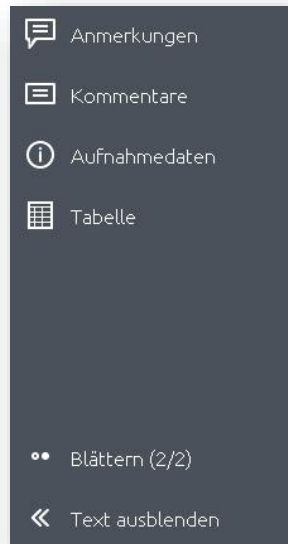 Anmerkungen
Kommentare
Aufnahmedaten
Tabelle
Blättern (2/2)
Text ausblenden